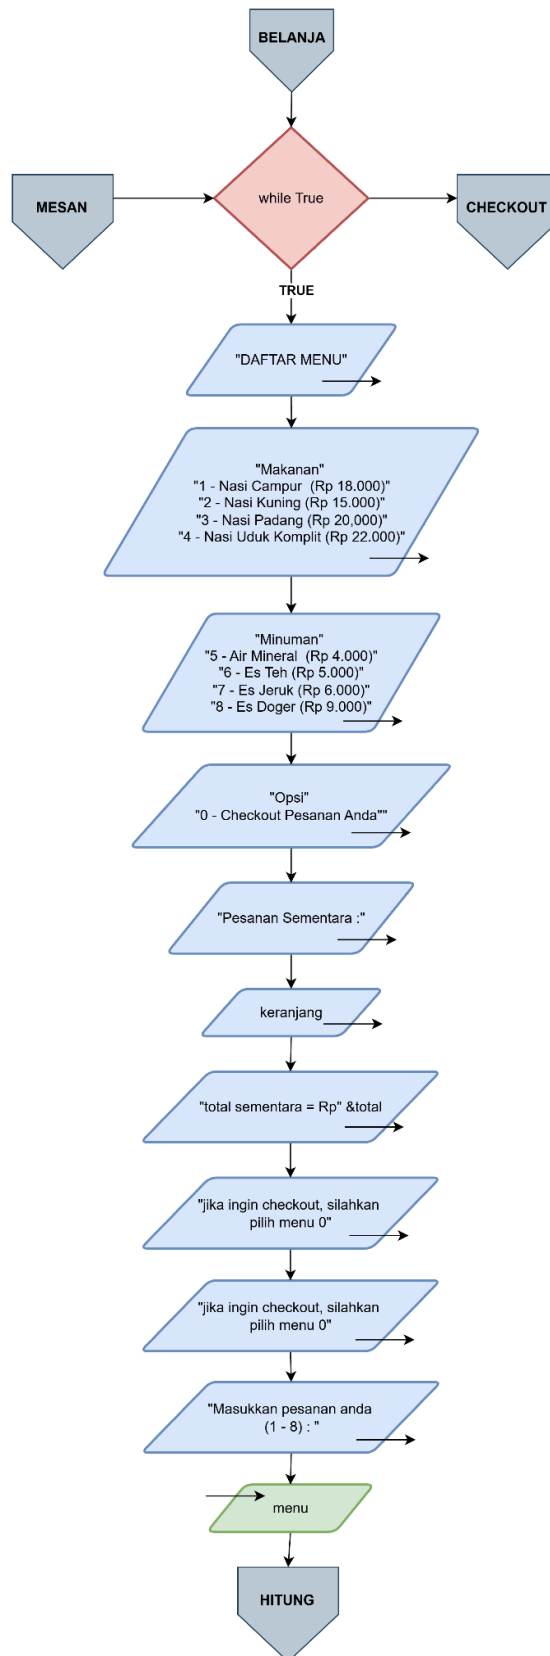 BELANJA
MESAN
while True
CHECKOUT
TRUE
"DAFTAR MENU"
"Makanan"
"1 - Nasi Campur (Rp 18.000)"
"2 - Nasi Kuning (Rp 15.000)"
"3 - Nasi Padang (Rp 20,000)"
"4 - Nasi Uduk Komplit (Rp 22.000)"
"Minuman"
"5 - Air Mineral (Rp 4.000)"
"6 - Es Teh (Rp 5.000)"
"7 - Es Jeruk (Rp 6.000)"
"8 - Es Doger (Rp 9.000)"
"Opsi"
"0 - Checkout Pesanan Anda""
"Pesanan Sementara :"
keranjang
"total sementara = Rp" &total
"jika ingin checkout, silahkan
pilih menu 0"
"jika ingin checkout, silahkan
pilih menu 0"
"Masukkan pesanan anda
(1 - 8) : "
menu
HITUNG